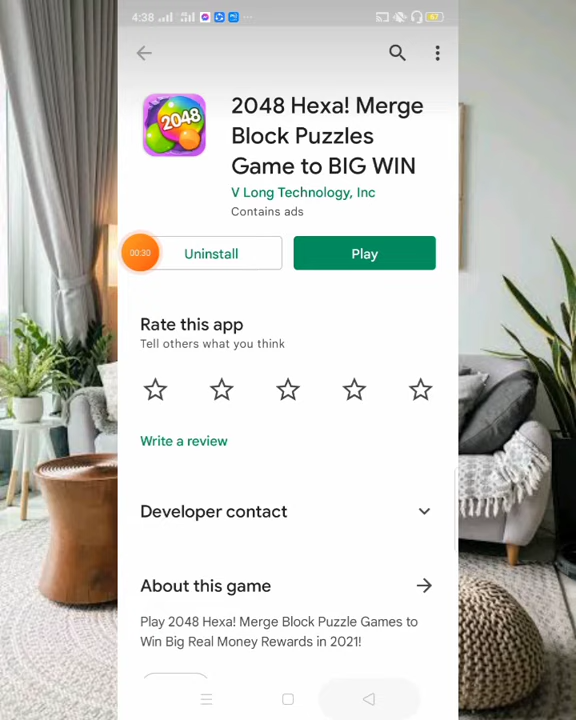 4:38
2048 Hexa! Merge
Block Puzzles
Game to BIG WIN
2048
V Long Technology, Inc
Contains ads
00:30
Uninstall
Play
Rate this app
Tell others what you think
Write a review
Developer contact
About this game
Play 2048 Hexa! Merge Block Puzzle Games to
Win Big Real Money Rewards in 2021!